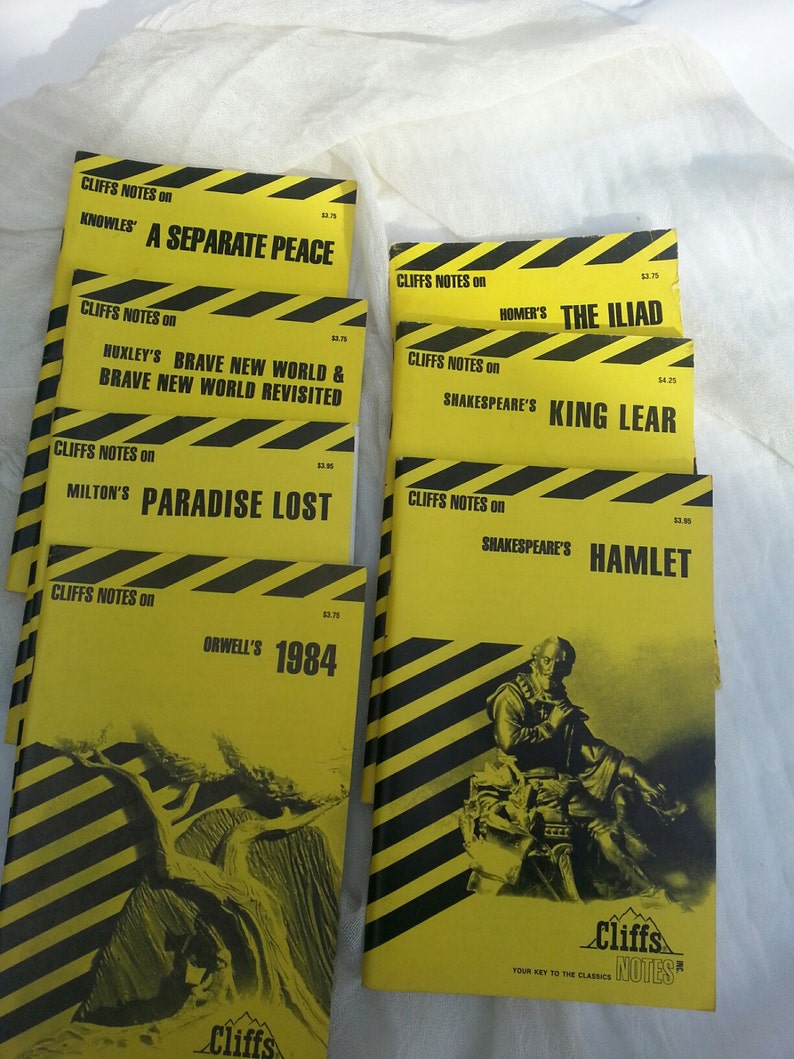 CLIFFS NOTES on
$3.75
KNOWLES' A SEPARATE PEACE
CLIFFS NOTES on
$3.75
HUXLEY'S BRAVE NEW WORLD &
BRAVE NEW WORLD REVISITED
CLIFFS NOTES on
$3.95
MILTON'S PARADISE LOST
CLIFFS NOTES on
$3.75
ORWELL'S 1984
Cliffs
CLIFFS NOTES on
$3.75
HOMER'S THE ILIAD
CLIFFS NOTES on
$4.25
SHAKESPEARE'S KING LEAR
CLIFFS NOTES on
$3.95
SHAKESPEARE'S HAMLET
Cliffs
YOUR KEY TO THE CLASSICS NOTES INC.